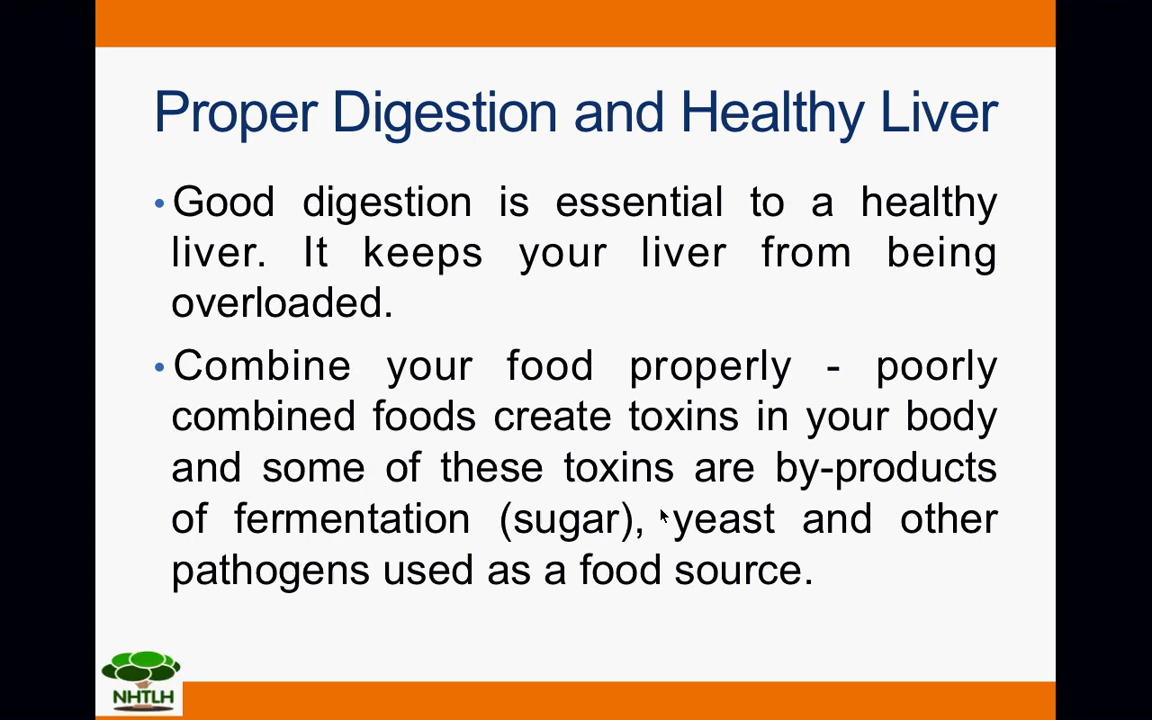 Proper Digestion and Healthy Liver
•Good digestion is essential to a healthy
liver. It keeps your liver from being
overloaded.
•Combine your food properly - poorly
combined foods create toxins in your body
and some of these toxins are by-products
of fermentation (sugar), yeast and other
pathogens used as a food source.
NHTLH